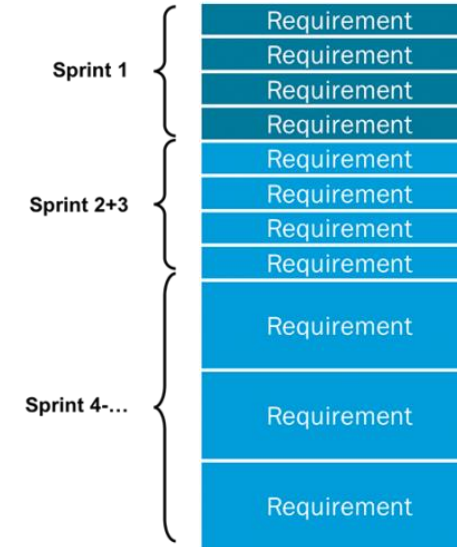 Requirement
Sprint 1
Requirement
Requirement
Requirement
Requirement
Sprint 2+3
Requirement
Requirement
Requirement
Requirement
Sprint 4-...
Requirement
Requirement